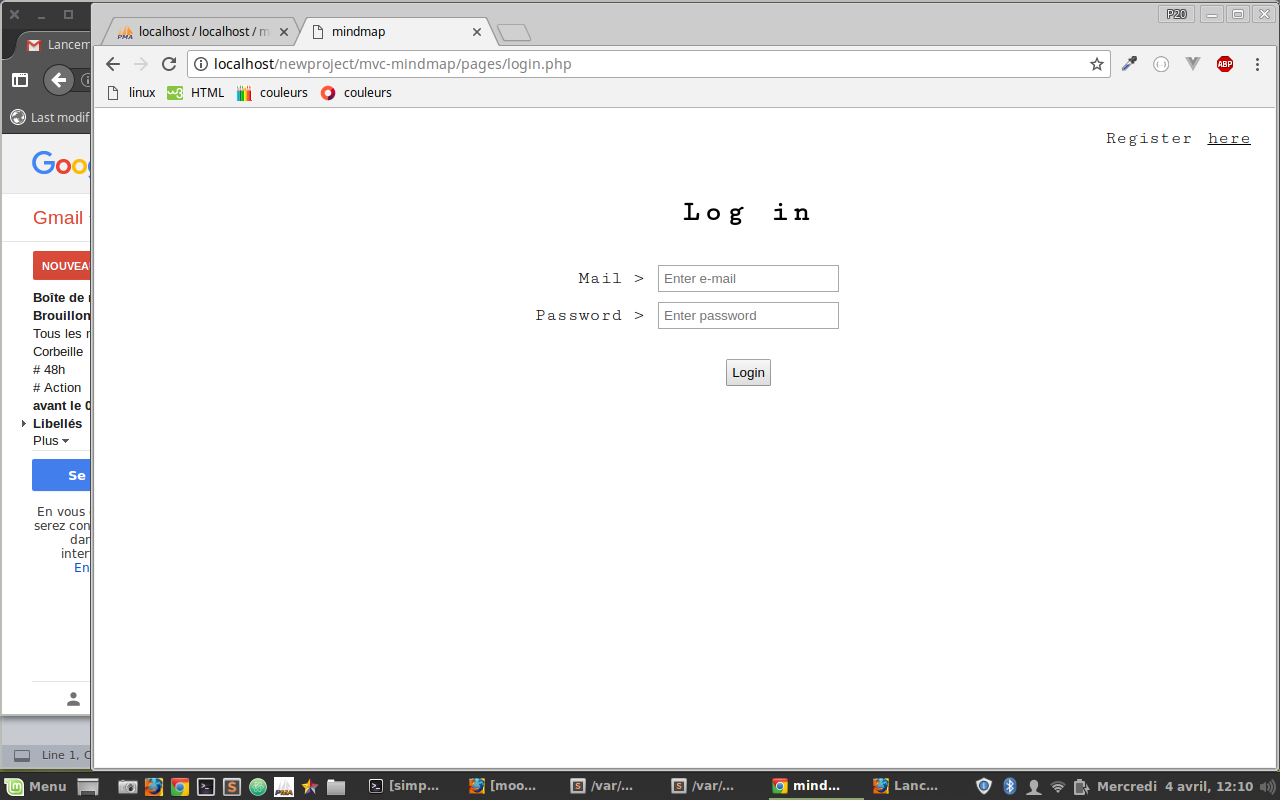 P20
localhost / localhost / m
mindmap
Lancem
localhost/newproject/mvc-mindmap/pages/login.php
ABP
linux
HTML
couleurs
couleurs
Last modif
Register here
Goo
Log in
Gmail
NOUVEA
Mail >
Enter e-mail
Password >
Enter password
Login
Boîte de
Brouillon
Tous les
Corbeille
# 48h
# Action
avant le
Libellés
Plus
Se
En vous
serez con
dan
inter
En
Line 1,
Menu
[simp...
[moo...
/var/...
/var/...
mind...
Lanc...
Mercredi 4 avril, 12:10